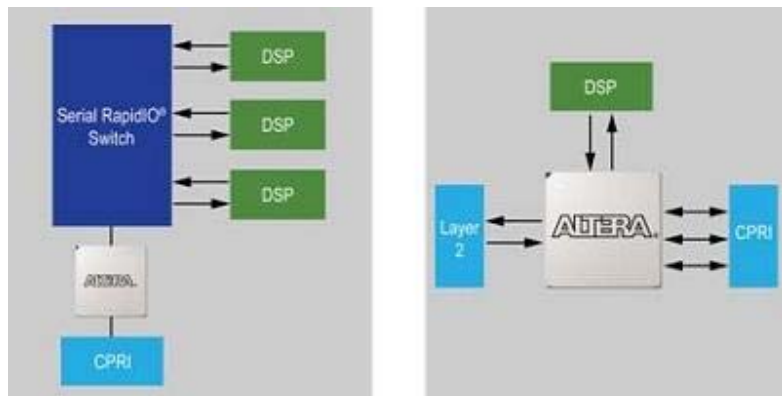 Serial RapidIO®
Switch
DSP
DSP
DSP
ALTERA®
CPRI
DSP
Layer
2
ALTERA®
CPRI